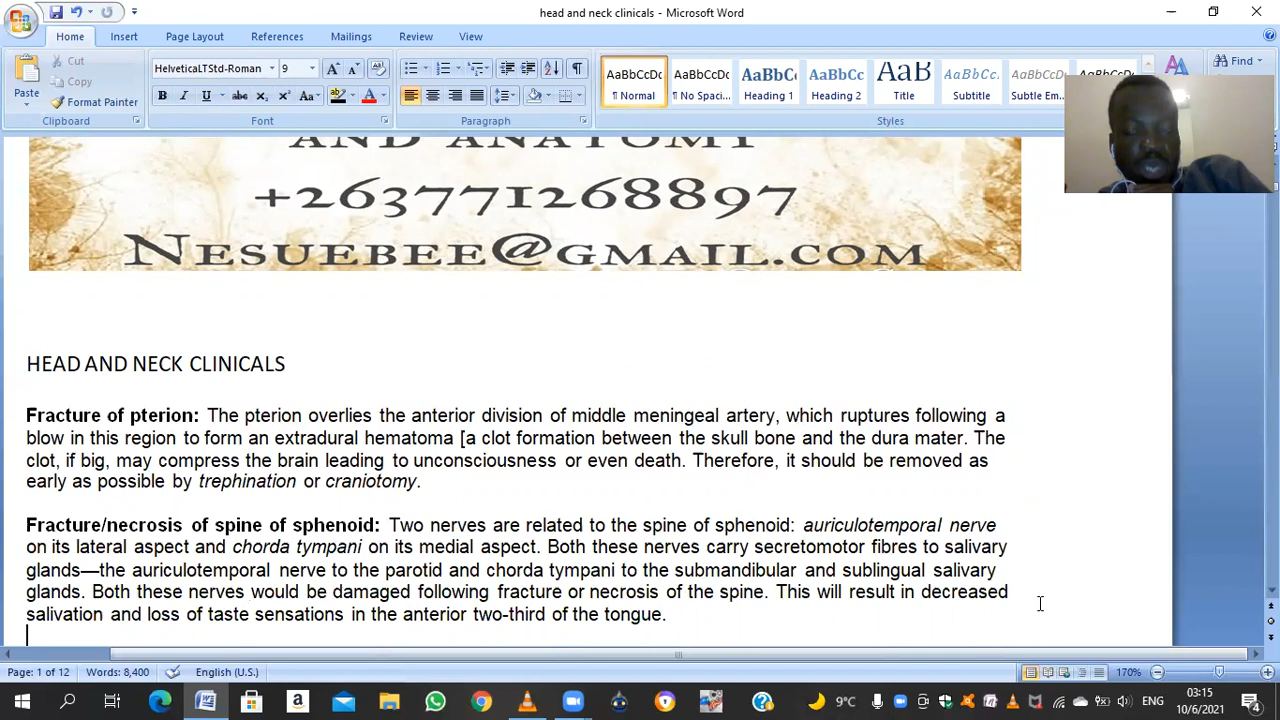 head and neck clinicals - Microsoft Word
Home Insert Page Layout References Mailings Review View
Paste
Cut
Copy
Format Painter
Clipboard
HelveticaLTStd-Roman 9
Font
Paragraph
AaBbCcDc AaBbCcDc AaBbCc AaBbCc AaB AaBbCc. AaBbCcDc AaBbCcDc
¶ Normal ¶ No Spaci... Heading 1 Heading 2 Title Subtitle Subtle Em...
Styles
Find
AND ANATOMY
+263771268897
Nesuebee@gmail.com
HEAD AND NECK CLINICALS
Fracture of pterion: The pterion overlies the anterior division of middle meningeal artery, which ruptures following a
blow in this region to form an extradural hematoma [a clot formation between the skull bone and the dura mater. The
clot, if big, may compress the brain leading to unconsciousness or even death. Therefore, it should be removed as
early as possible by trephination or craniotomy.
Fracture/necrosis of spine of sphenoid: Two nerves are related to the spine of sphenoid: auriculotemporal nerve
on its lateral aspect and chorda tympani on its medial aspect. Both these nerves carry secretomotor fibres to salivary
glands—the auriculotemporal nerve to the parotid and chorda tympani to the submandibular and sublingual salivary
glands. Both these nerves would be damaged following fracture or necrosis of the spine. This will result in decreased
salivation and loss of taste sensations in the anterior two-third of the tongue.
Page: 1 of 12 Words: 8,400 English (U.S.) 170%
9°C ENG
03:15
10/6/2021